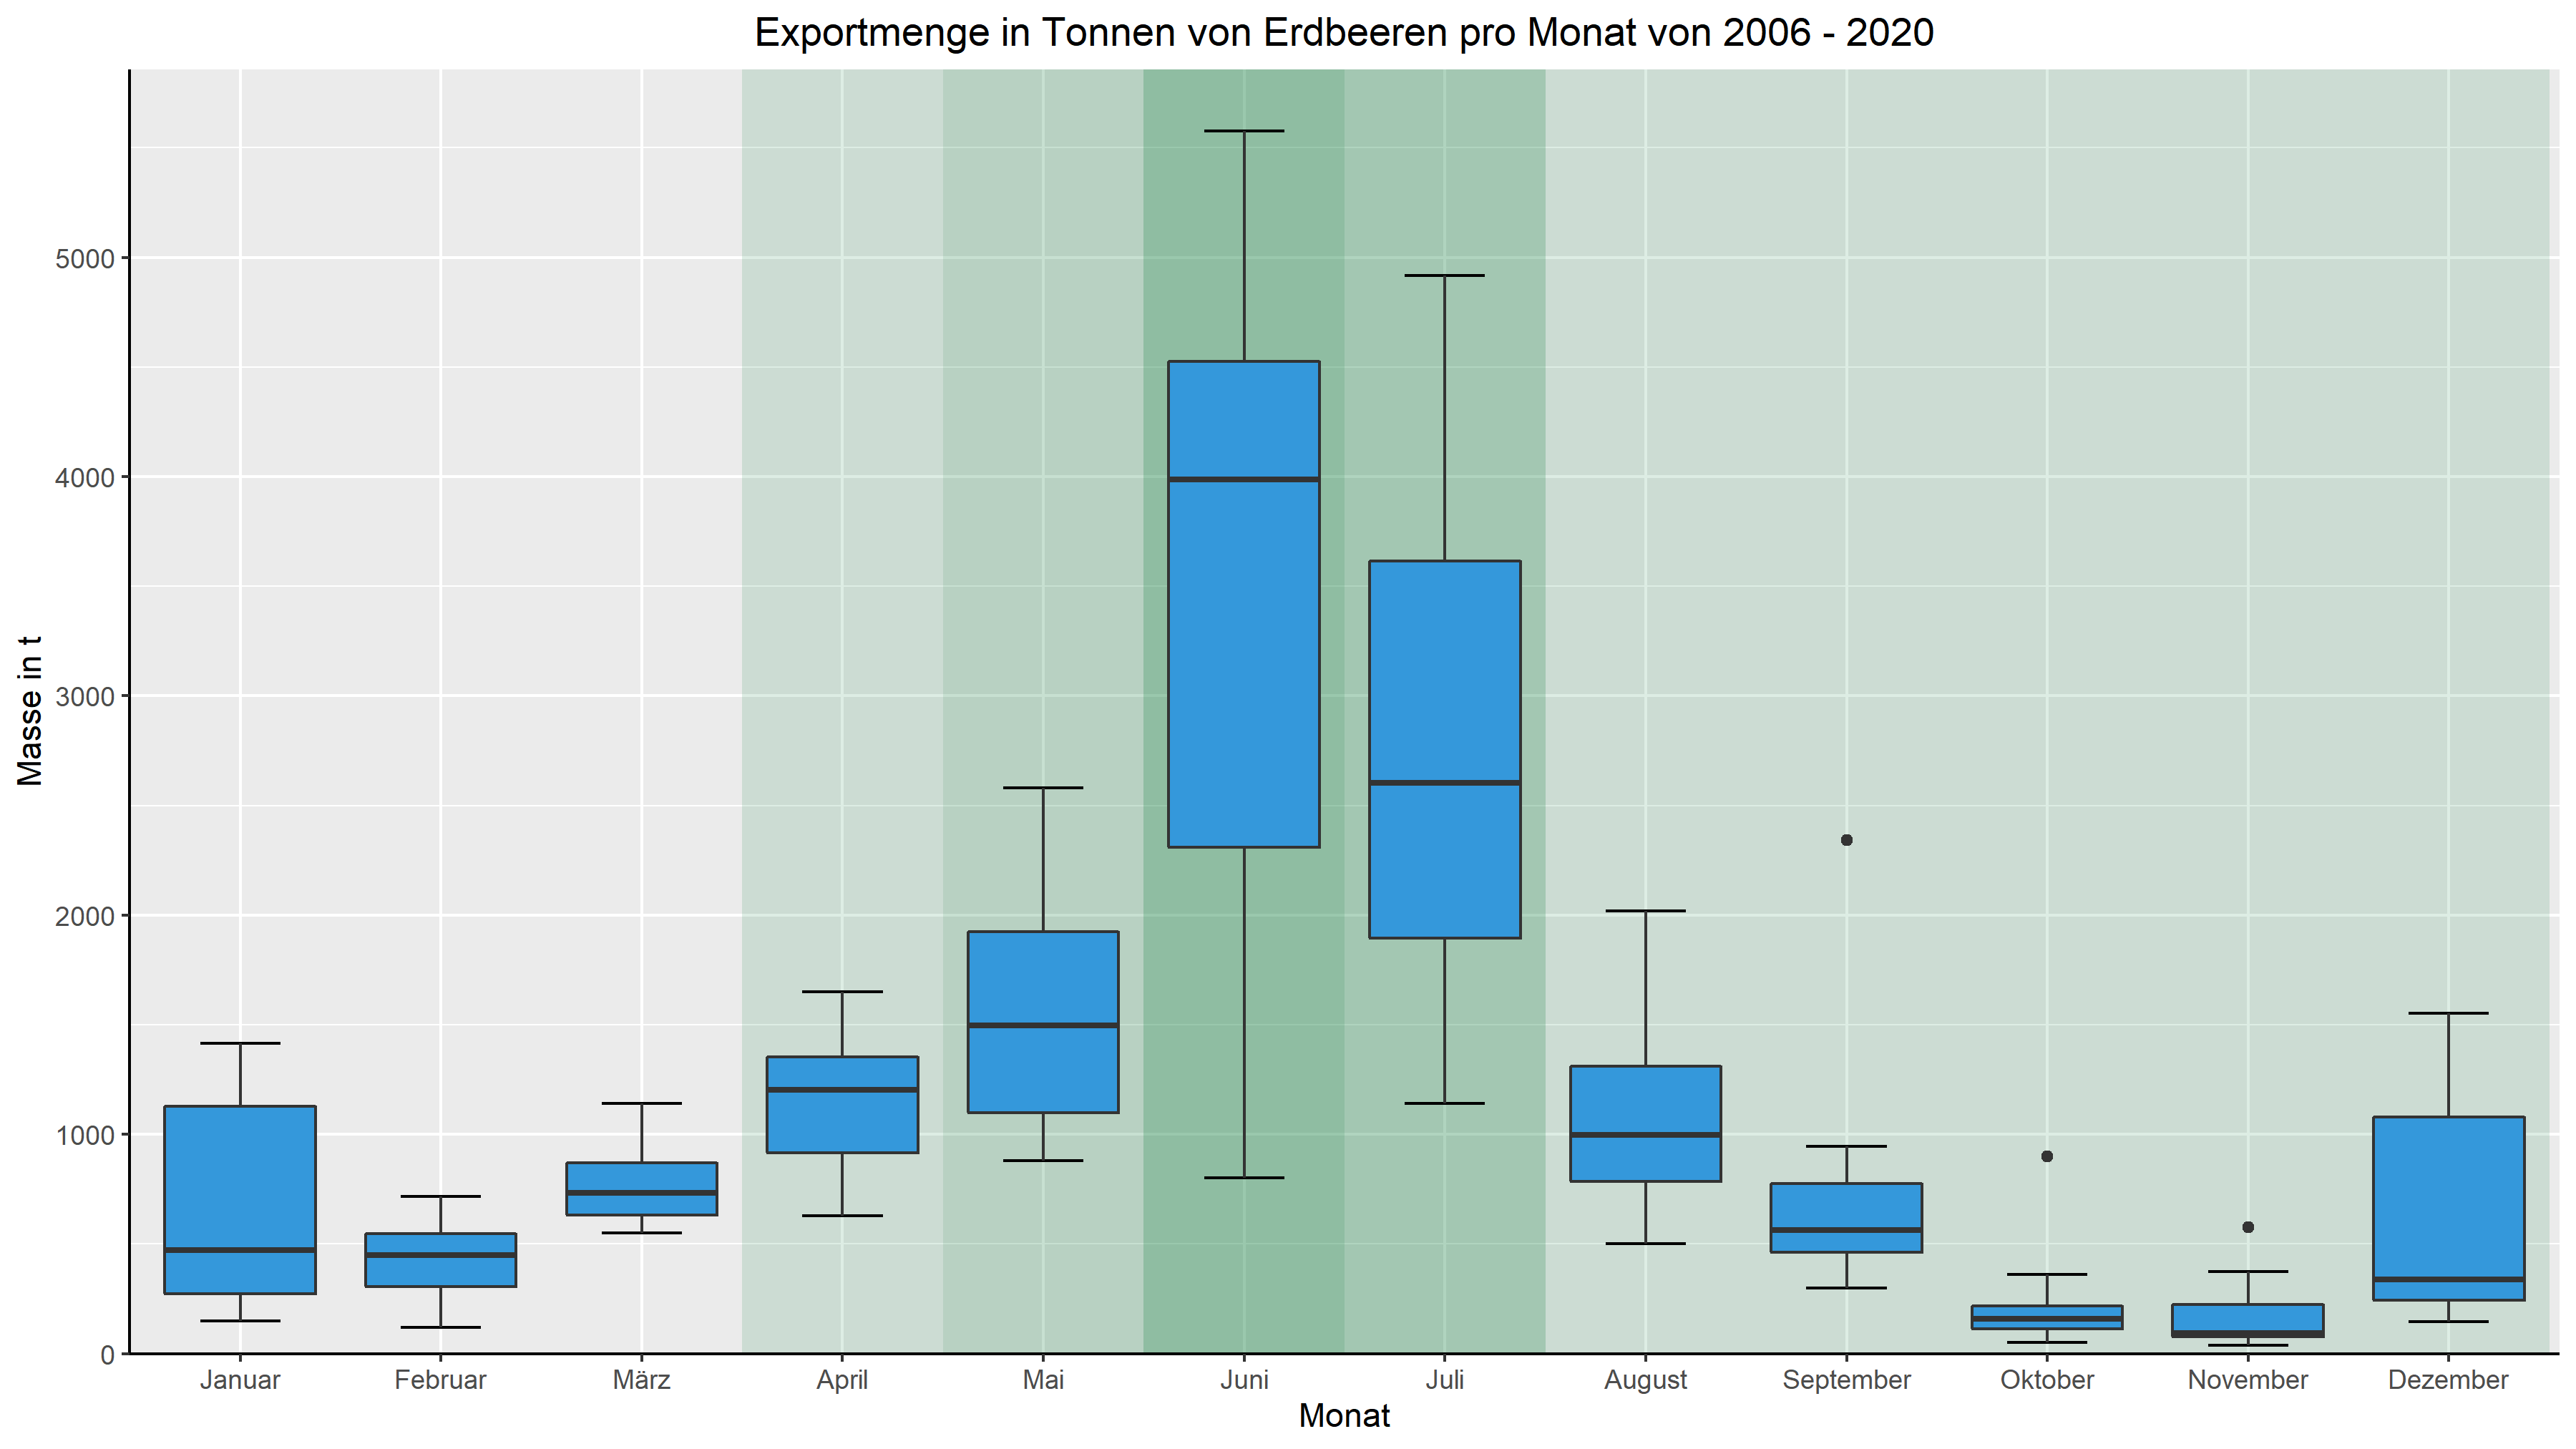 Exportmenge in Tonnen von Erdbeeren pro Monat von 2006 - 2020
Masse in t
5000
4000
3000
2000
1000
0
Januar Februar März April Mai Juni Juli August September Oktober November Dezember
Monat